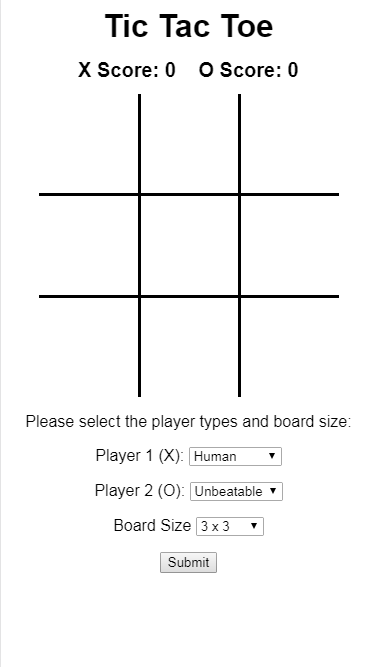 Tic Tac Toe
X Score: 0 O Score: 0
Please select the player types and board size:
Player 1 (X): Human
Player 2 (O): Unbeatable
Board Size 3 x 3
Submit